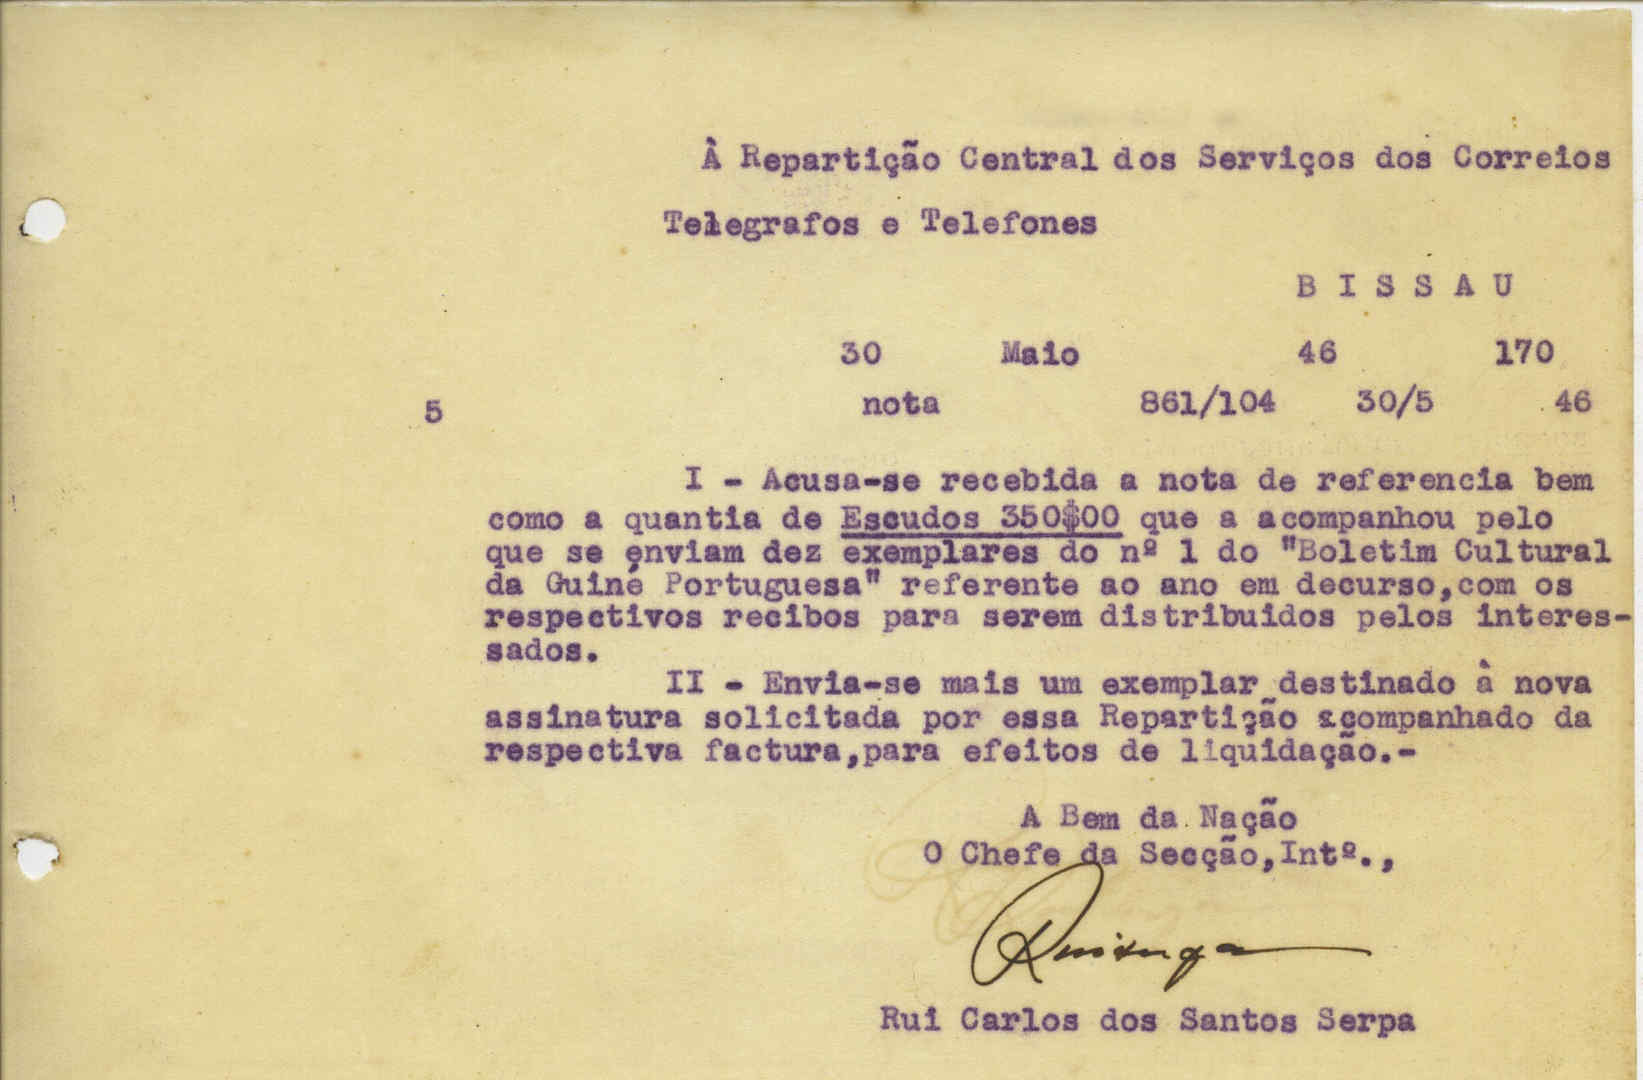 À Repartição Central dos Serviços dos Correios
Telegrafos e Telefones
B I S S A U
30 Maio 46 170
5 nota 861/104 30/5 46
I - Acusa-se recebida a nota de referencia bem
como a quantia de Escudos 350$00 que a acompanhou pelo
que se enviam dez exemplares do nº 1 do "Boletim Cultural
da Guiné Portuguesa" referente ao ano em decurso,com os
respectivos recibos para serem distribuidos pelos interes-
sados.
II - Envia-se mais um exemplar destinado à nova
assinatura solicitada por essa Repartição acompanhado da
respectiva factura,para efeitos de liquidação.-
A Bem da Nação
O Chefe da Secção,Intº.,
Rui Carlos dos Santos Serpa